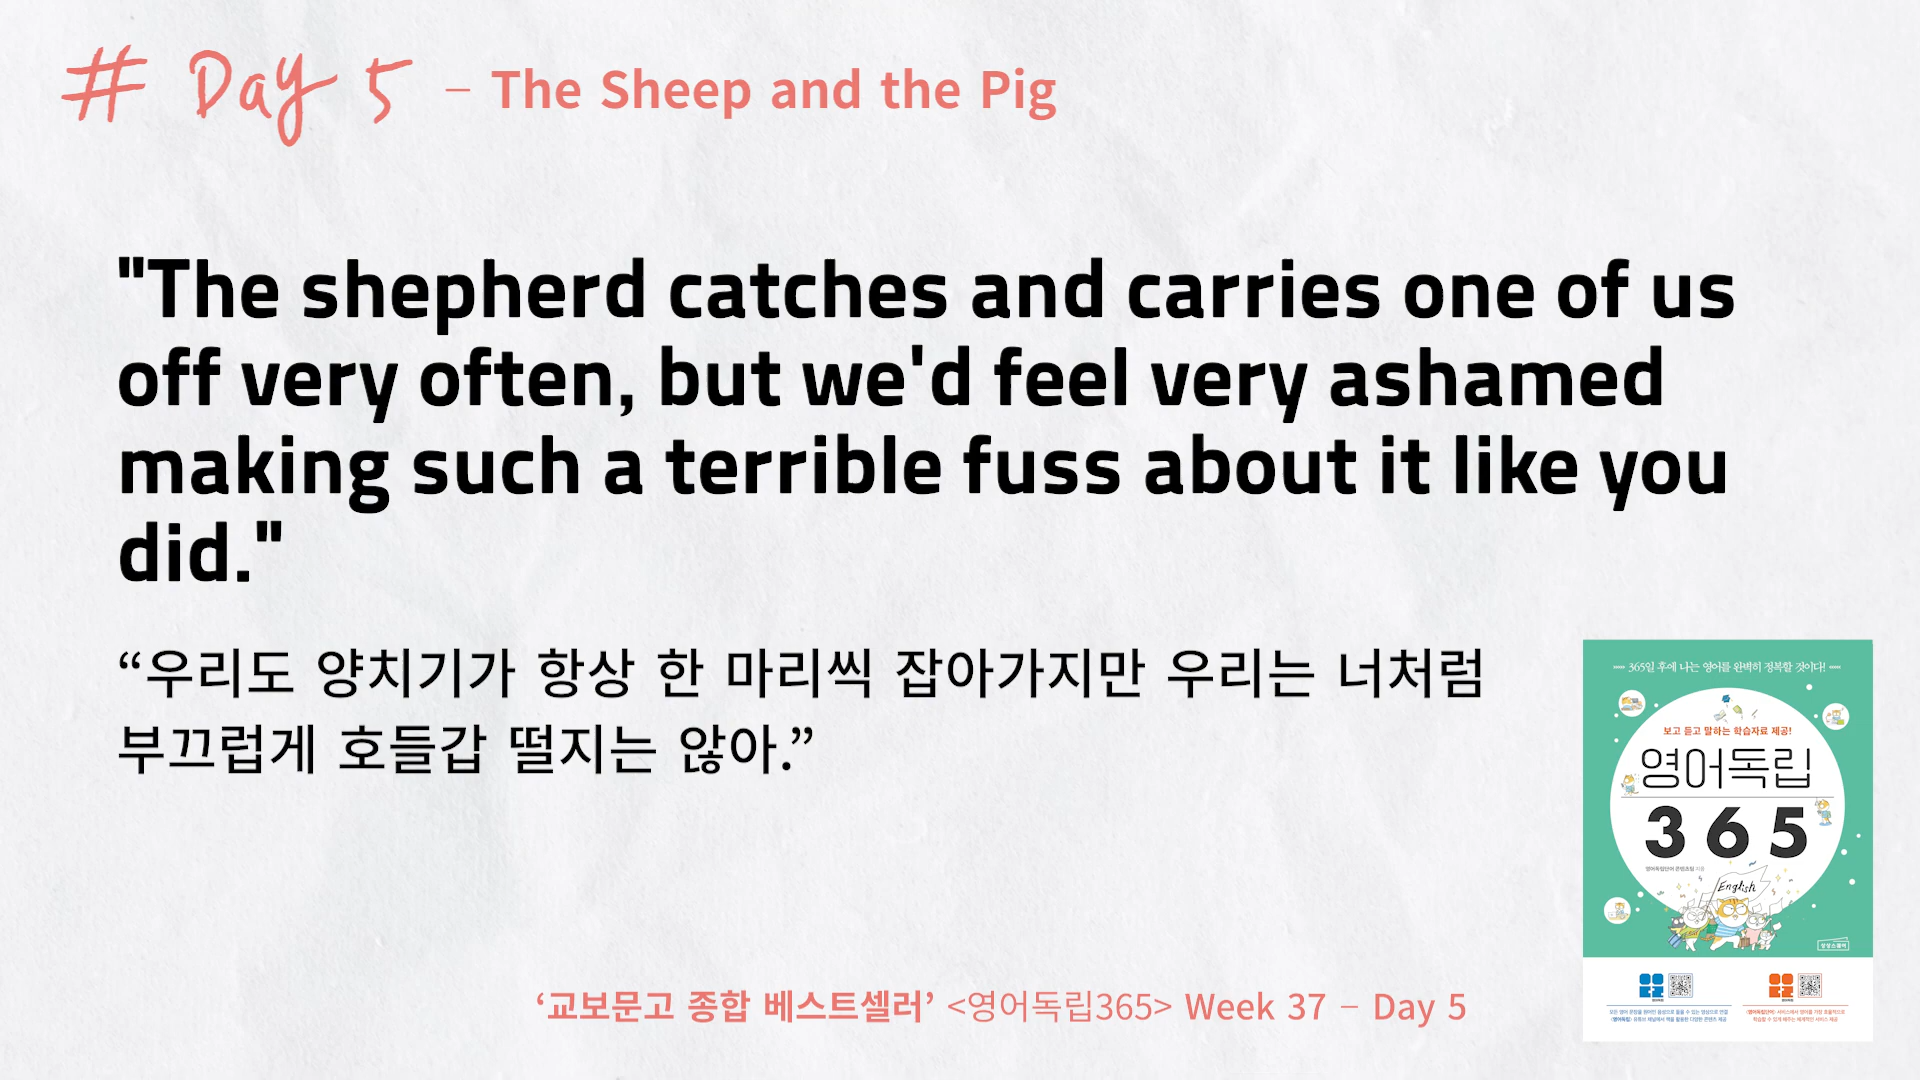 # Day 5 – The Sheep and the Pig
"The shepherd catches and carries one of us
off very often, but we'd feel very ashamed
making such a terrible fuss about it like you
did."
“우리도 양치기가 항상 한 마리씩 잡아가지만 우리는 너처럼
부끄럽게 호들갑 떨지는 않아.”
365일 후에 나는 영어를 완벽히 정복할 것이다!
보고 듣고 말하는 학습자료 제공!
영어독립
365
English
‘교보문고 종합 베스트셀러’ <영어독립365> Week 37 – Day 5